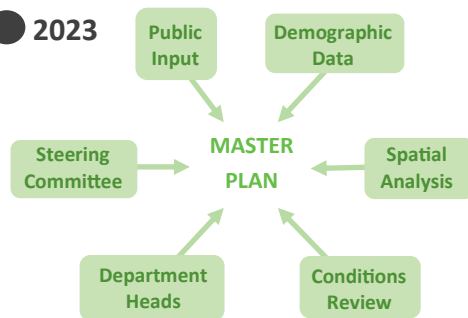 2023
Public
Input
Demographic
Data
Steering
Committee
MASTER
PLAN
Spatial
Analysis
Department
Heads
Conditions
Review